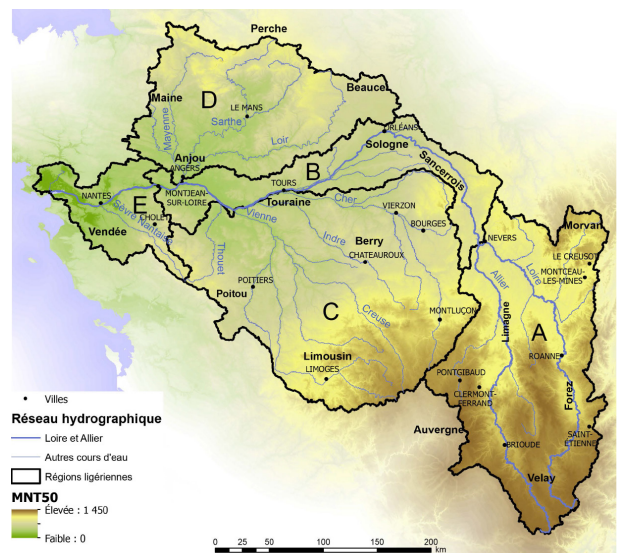 Perche
Maine
D
Beauce
LE MANS
Mayenne
Sarthe
Loir
ORLÉANS
Anjou
ANGERS
B
Sologne
Sancerrois
TOURS
NANTES
E
MONTJEAN-
SUR-LOIRE
Touraine
Cher
VIERZON
Vienne
Sèvre Nantaise
CHOLET
BOURGES
Vendée
Indre
Berry
NEVERS
Morvan
Thouet
CHATEAUROUX
LE CREUSOT
Loire
MONTCEAU-
LES-MINES
Allier
POITIERS
Poitou
C
Creuse
MONTLUÇON
Limagne
A
Limousin
ROANNE
LIMOGES
PONTGIBAUD
CLERMONT-
FERRAND
Forez
Auvergne
BRIOUDE
SAINT-
ÉTIENNE
Velay
Villes
Réseau hydrographique
Loire et Allier
Autres cours d'eau
Régions ligériennes
MNT50
Élevée : 1 450
Faible : 0
0 25 50 100 150 200
km